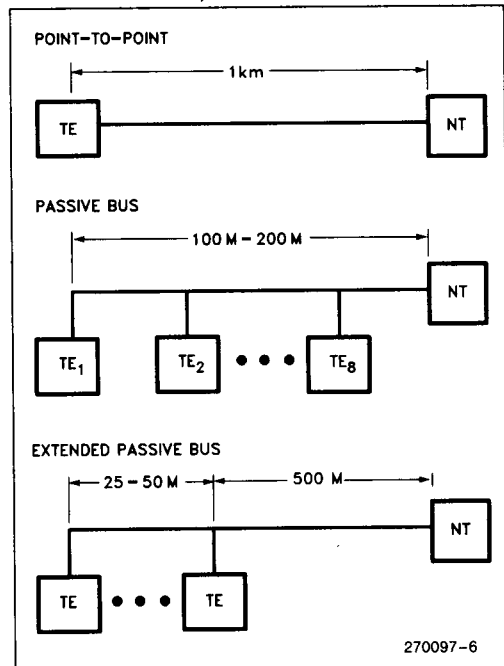 POINT-TO-POINT
1km
TE
NT
PASSIVE BUS
100 M-200 M
NT
TE₁
TE₂
TE₈
EXTENDED PASSIVE BUS
25-50 M
500 M
NT
TE
TE
270097-6